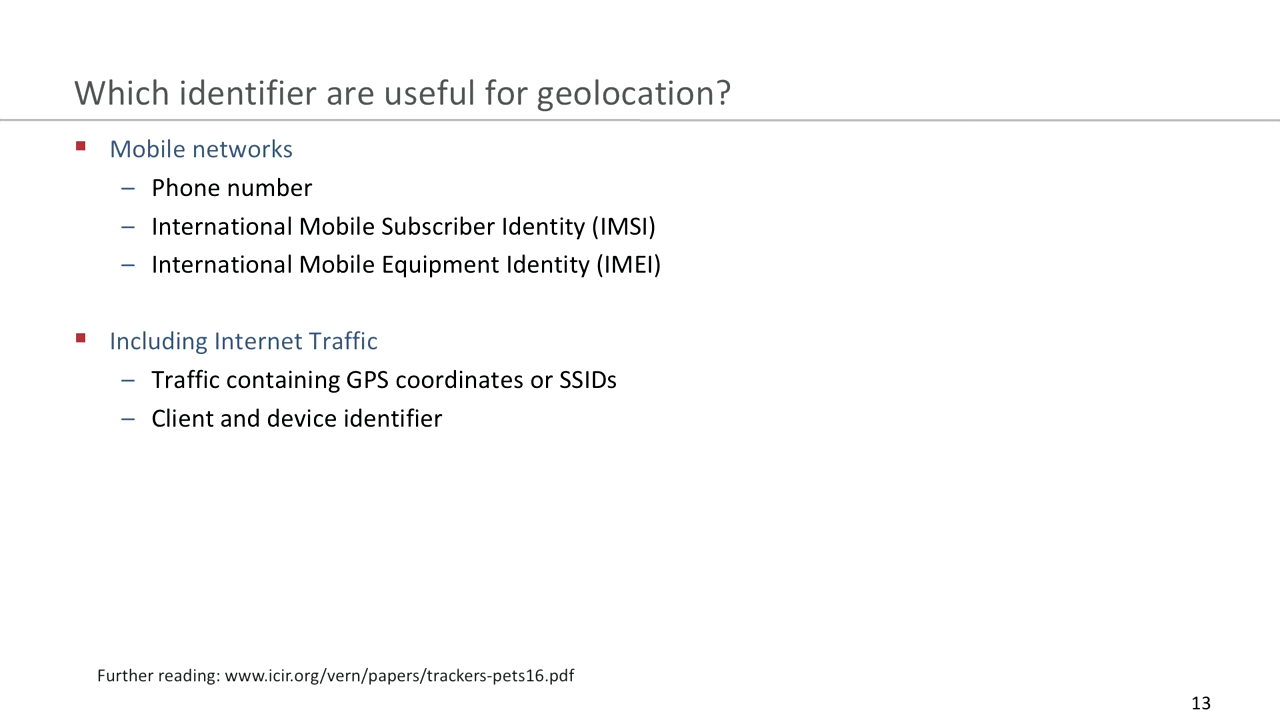 Which identifier are useful for geolocation?
▪ Mobile networks
– Phone number
– International Mobile Subscriber Identity (IMSI)
– International Mobile Equipment Identity (IMEI)
▪ Including Internet Traffic
– Traffic containing GPS coordinates or SSIDs
– Client and device identifier
Further reading: www.icir.org/vern/papers/trackers-pets16.pdf
13